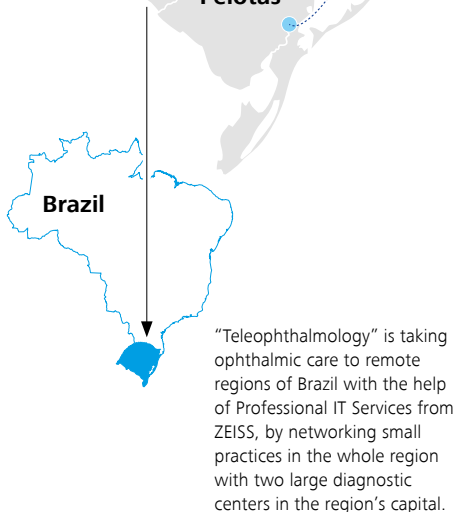 Pelotas
Brazil
“Teleophthalmology” is taking
ophthalmic care to remote
regions of Brazil with the help
of Professional IT Services from
ZEISS, by networking small
practices in the whole region
with two large diagnostic
centers in the region’s capital.